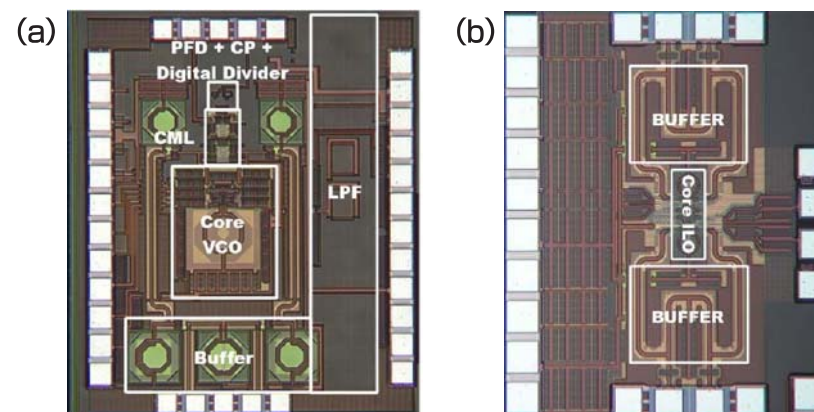 (a)
PFD + CP +
Digital Divider
CML
LPF
Core
VCO
Buffer
(b)
BUFFER
Core ILO
BUFFER